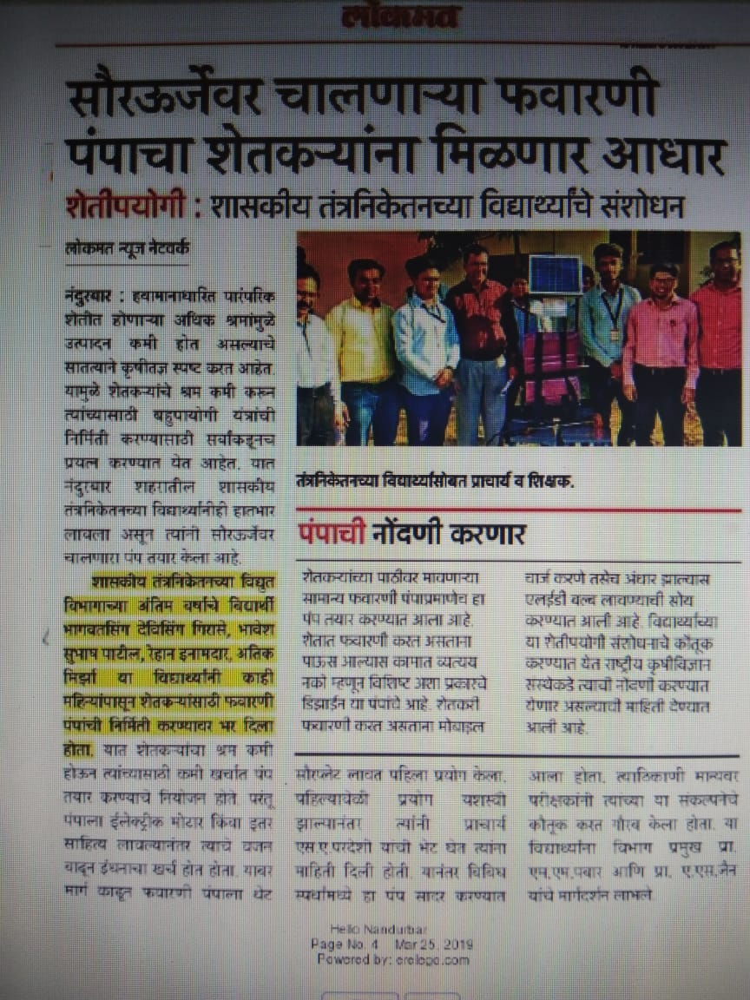 लोकमत
सौरऊर्जेवर चालणाऱ्या फवारणी
पंपाचा शेतकऱ्यांना मिळणार आधार
शेतीपयोगी : शासकीय तंत्रनिकेतनच्या विद्यार्थ्यांचे संशोधन
लोकमत न्यूज नेटवर्क
नंदुरबार : हवामानाधारित पारंपरिक
शेतीत होणाऱ्या अधिक श्रमांमुळे
उत्पादन कमी होत असल्याचे
सातत्याने कृषीतज्ञ स्पष्ट करत आहेत.
यामुळे शेतकऱ्यांचे श्रम कमी करून
त्यांच्यासाठी बहुपायोगी यंत्रांची
निर्मिती करण्यासाठी सर्वांकडूनच
प्रयत्न करण्यात येत आहेत. यात
नंदुरबार शहरातील शासकीय
तंत्रनिकेतनच्या विद्यार्थ्यांनीही हातभार
लावला असून त्यांनी सौरऊर्जेवर
चालणारा पंप तयार केला आहे.
शासकीय तंत्रनिकेतनच्या विद्युत
विभागाच्या अंतिम वर्षाचे विद्यार्थी
भागवतसिंग देविसिंग गिरासे, भावेश
सुभाष पाटील, रेहान इनामदार, अतिक
मिर्झा या विद्यार्थ्यांनी काही
महिन्यांपासून शेतकऱ्यांसाठी फवारणी
पंपांची निर्मिती करण्यावर भर दिला
होता. यात शेतकऱ्यांचा श्रम कमी
होऊन त्यांच्यासाठी कमी खर्चात पंप
तयार करण्याचे नियोजन होते. परंतू
पंपाला ईलेक्ट्रीक मोटार किंवा इतर
साहित्य लावल्यानंतर त्याचे वजन
वाढून इंधनाचा खर्च होत होता. यावर
मार्ग काढून फवारणी पंपाला थेट
तंत्रनिकेतनच्या विद्यार्थ्यांसोबत प्राचार्य व शिक्षक.
पंपाची नोंदणी करणार
शेतकऱ्यांच्या पाठीवर मावणाऱ्या
सामान्य फवारणी पंपाप्रमाणेच हा
पंप तयार करण्यात आला आहे.
शेतात फवारणी करत असताना
पाऊस आल्यास कामात व्यत्यय
नको म्हणून विशिष्ट अशा प्रकारचे
डिझाईन या पंपांचे आहे. शेतकरी
फवारणी करत असताना मोबाइल
चार्ज करणे तसेच अंधार झाल्यास
एलईडी बल्ब लावण्याची सोय
करण्यात आली आहे. विद्यार्थ्यांच्या
या शेतीपयोगी संशोधनाचे कौतूक
करण्यात येत राष्ट्रीय कृषीविज्ञान
संस्थेकडे त्याची नोंदणी करण्यात
येणार असल्याची माहिती देण्यात
आली आहे.
सौरप्लेट लावत पहिला प्रयोग केला.
पहिल्यावेळी प्रयोग यशस्वी
झाल्यानंतर त्यांनी प्राचार्य
एस.ए.परदेशी यांची भेट घेत त्यांना
माहिती दिली होती. यानंतर विविध
स्पर्धांमध्ये हा पंप सादर करण्यात
आला होता. त्याठिकाणी मान्यवर
परीक्षकांनी त्यांच्या या संकल्पनेचे
कौतूक करत गौरव केला होता. या
विद्यार्थ्यांना विभाग प्रमुख प्रा.
एम.एम.पवार आणि प्रा. ए.एस.जैन
यांचे मार्गदर्शन लाभले.
Hello Nandurbar
Page No. 4 Mar 25, 2019
Powered by: erelego.com